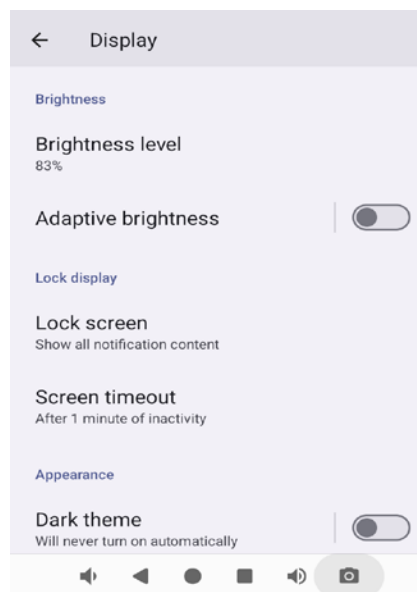 Display
Brightness
Brightness level
83%
Adaptive brightness
Lock display
Lock screen
Show all notification content
Screen timeout
After 1 minute of inactivity
Appearance
Dark theme
Will never turn on automatically